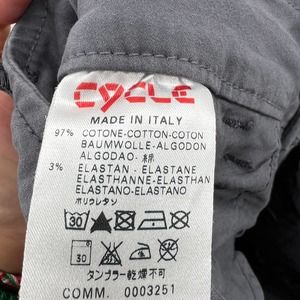 CYCLE
MADE IN ITALY
97% COTONE-COTTON-COTON
BAUMWOLLE-ALGODON
ALGODAO-綿
3% ELASTAN-ELASTANE
ELASTHANNE-ELASTHAN
ELASTANO-ELASTANO
ポリウレタン
30
30
タンブラー乾燥不可
COMM. 0003251